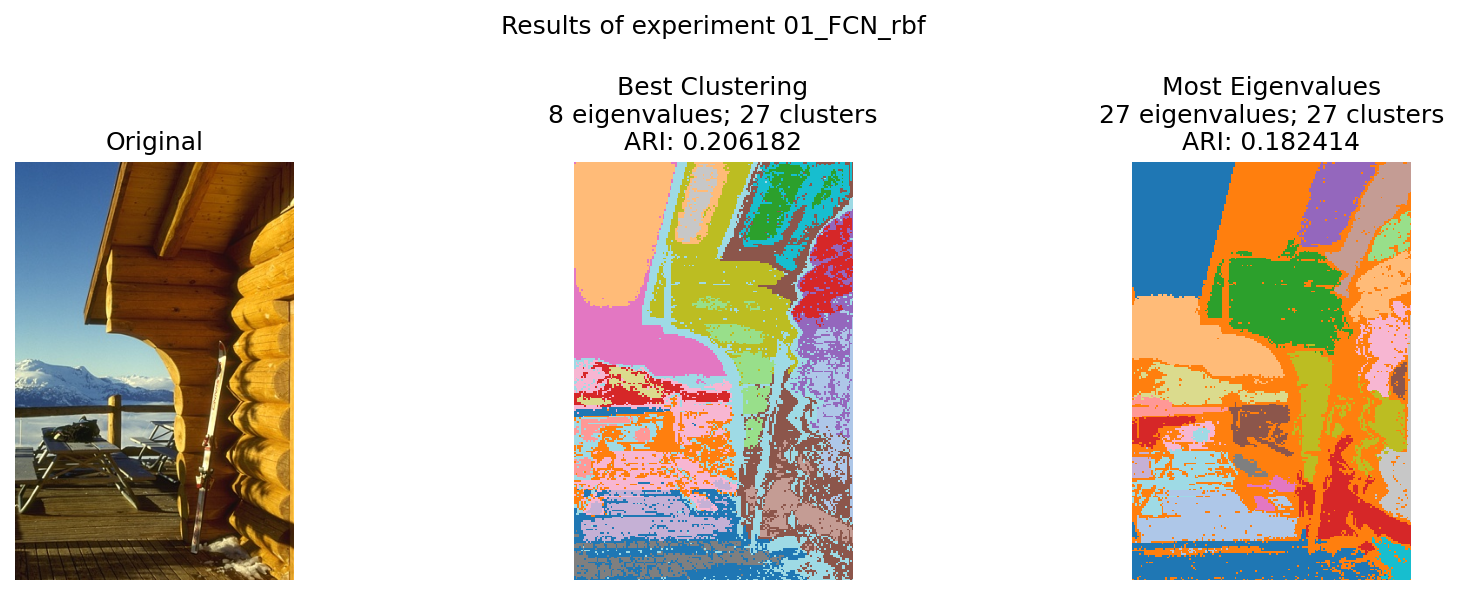 Results of experiment 01_FCN_rbf
Original
Best Clustering
8 eigenvalues; 27 clusters
ARI: 0.206182
Most Eigenvalues
27 eigenvalues; 27 clusters
ARI: 0.182414